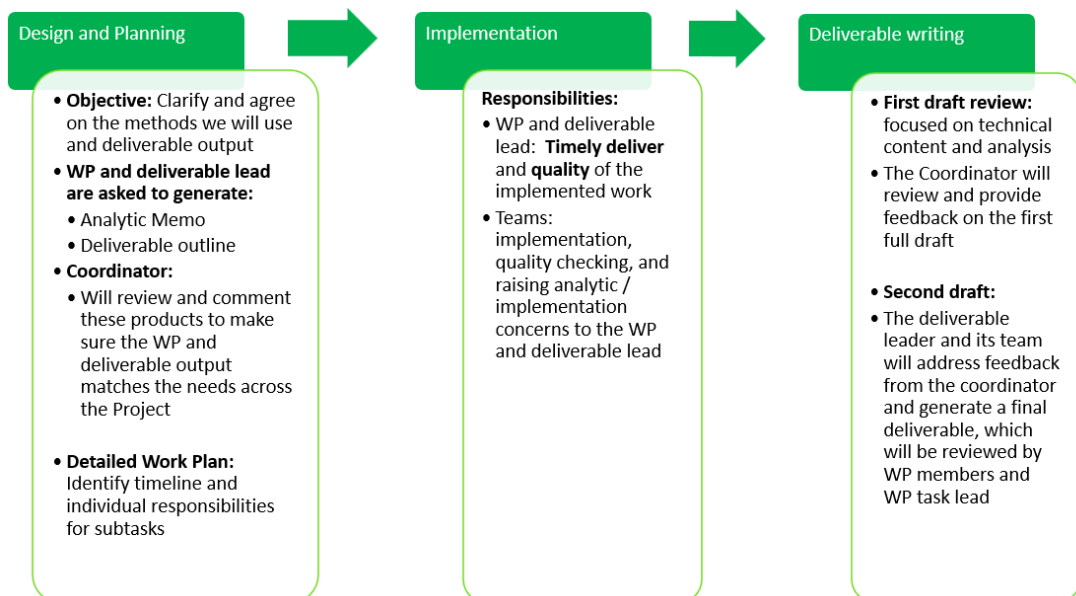 Design and Planning
• Objective: Clarify and agree
on the methods we will use
and deliverable output
• WP and deliverable lead
are asked to generate:
• Analytic Memo
• Deliverable outline
• Coordinator:
• Will review and comment
these products to make
sure the WP and
deliverable output
matches the needs across
the Project
• Detailed Work Plan:
Identify timeline and
individual responsibilities
for subtasks
Implementation
Responsibilities:
• WP and deliverable
lead: Timely deliver
and quality of the
implemented work
• Teams:
implementation,
quality checking, and
raising analytic /
implementation
concerns to the WP
and deliverable lead
Deliverable writing
• First draft review:
focused on technical
content and analysis
• The Coordinator will
review and provide
feedback on the first
full draft
• Second draft:
• The deliverable
leader and its team
will address feedback
from the coordinator
and generate a final
deliverable, which
will be reviewed by
WP members and
WP task lead